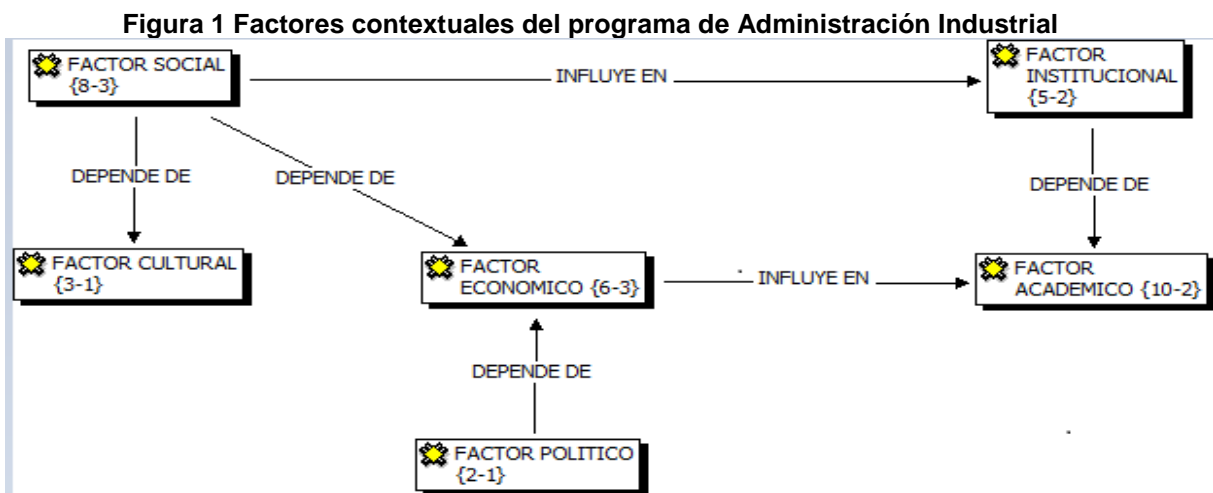 Figura 1 Factores contextuales del programa de Administración Industrial
FACTOR SOCIAL
{8-3}
INFLUYE EN
FACTOR
INSTITUCIONAL
{5-2}
DEPENDE DE
DEPENDE DE
DEPENDE DE
FACTOR CULTURAL
{3-1}
FACTOR
ECONOMICO {6-3}
INFLUYE EN
FACTOR
ACADEMICO {10-2}
DEPENDE DE
FACTOR POLITICO
{2-1}